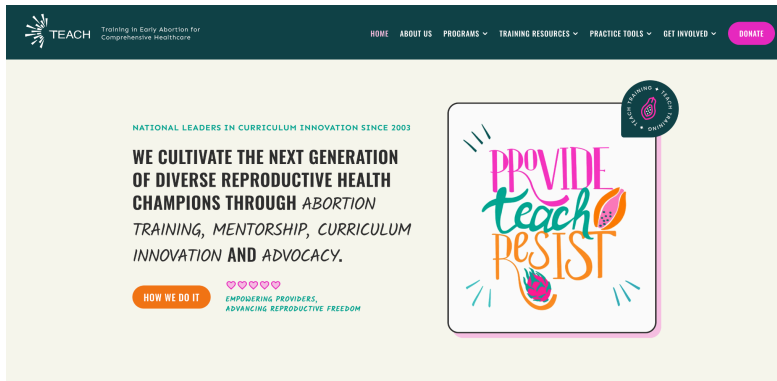 TEACH
Training in Early Abortion for
Comprehensive Healthcare
HOME ABOUT US PROGRAMS TRAINING RESOURCES PRACTICE TOOLS GET INVOLVED DONATE
NATIONAL LEADERS IN CURRICULUM INNOVATION SINCE 2003
WE CULTIVATE THE NEXT GENERATION
OF DIVERSE REPRODUCTIVE HEALTH
CHAMPIONS THROUGH ABORTION
TRAINING, MENTORSHIP, CURRICULUM
INNOVATION AND ADVOCACY.
HOW WE DO IT
EMPOWERING PROVIDERS,
ADVANCING REPRODUCTIVE FREEDOM
TEACH TRAINING TEACH TRAINING
PROVIDE
teach
RESIST